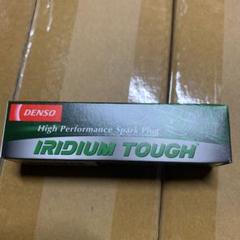 DENSO
High Performance Spark Plug
IRIDIUM TOUGH